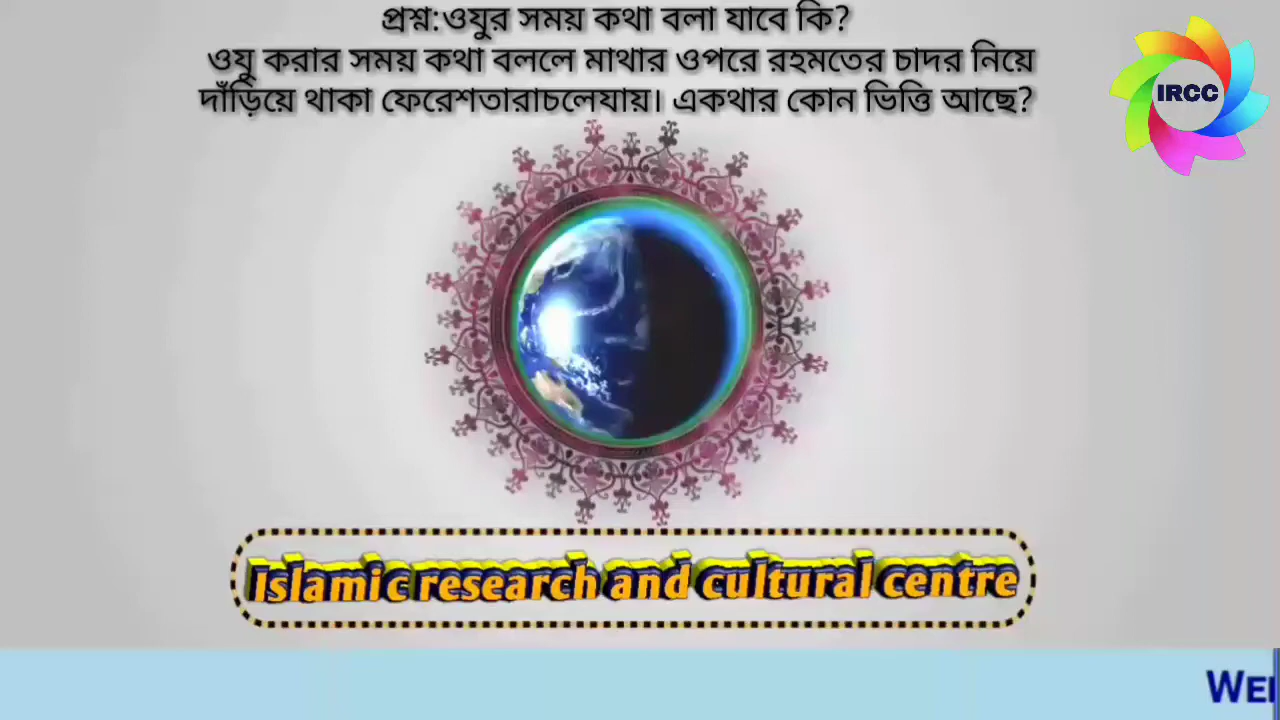 প্রশ্ন:ওযুর সময় কথা বলা যাবে কি?
ওযু করার সময় কথা বললে মাথার ওপরে রহমতের চাদর নিয়ে
দাঁড়িয়ে থাকা ফেরেশতারাচলেযায়। একথার কোন ভিত্তি আছে?
IRCC
Islamic research and cultural centre